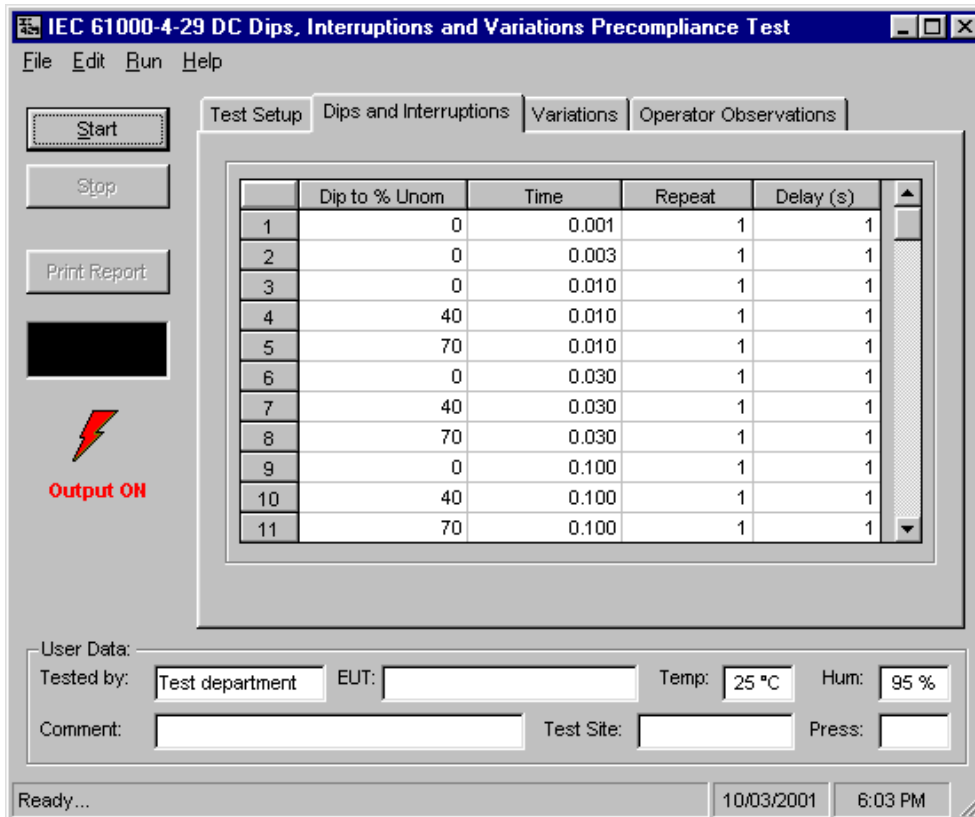 IEC 61000-4-29 DC Dips, Interruptions and Variations Precompliance Test
File Edit Run Help
Start
Stop
Print Report
Output ON
Test Setup Dips and Interruptions Variations Operator Observations
Dip to % Unom Time Repeat Delay (s)
1 0 0.001 1 1
2 0 0.003 1 1
3 0 0.010 1 1
4 40 0.010 1 1
5 70 0.010 1 1
6 0 0.030 1 1
7 40 0.030 1 1
8 70 0.030 1 1
9 0 0.100 1 1
10 40 0.100 1 1
11 70 0.100 1 1
User Data:
Tested by: Test department EUT: Temp: 25 °C Hum: 95 %
Comment: Test Site: Press:
Ready... 10/03/2001 6:03 PM